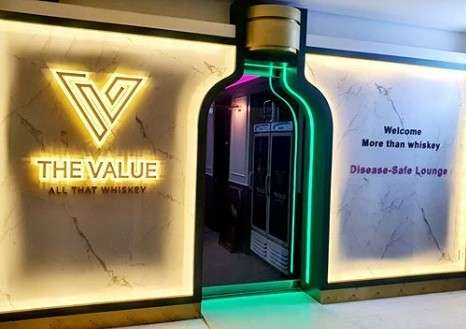 THE VALUE
ALL THAT WHISKEY
Welcome
More than whiskey
Disease-Safe Lounge